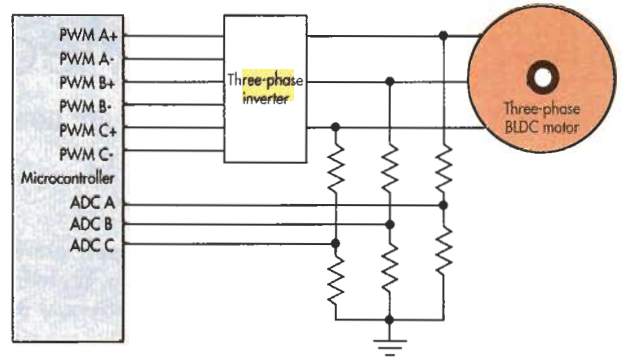 PWM A+
PWM A-
PWM B+
PWM B-
PWM C+
PWM C-
Microcontroller
ADC A
ADC B
ADC C
Three-phase
inverter
Three-phase
BLDC motor